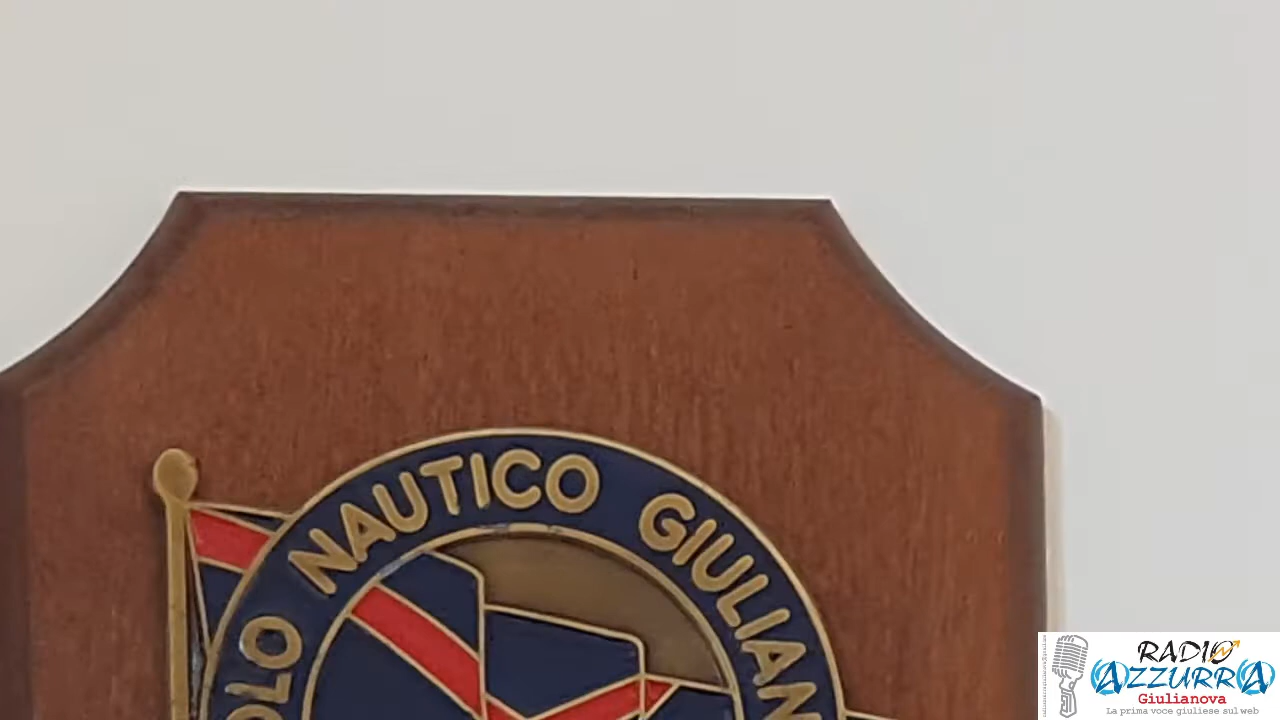 OLO NAUTICO GIULIAN
RADIO
AZZURRA
Giulianova
La prima voce giuliese sul web